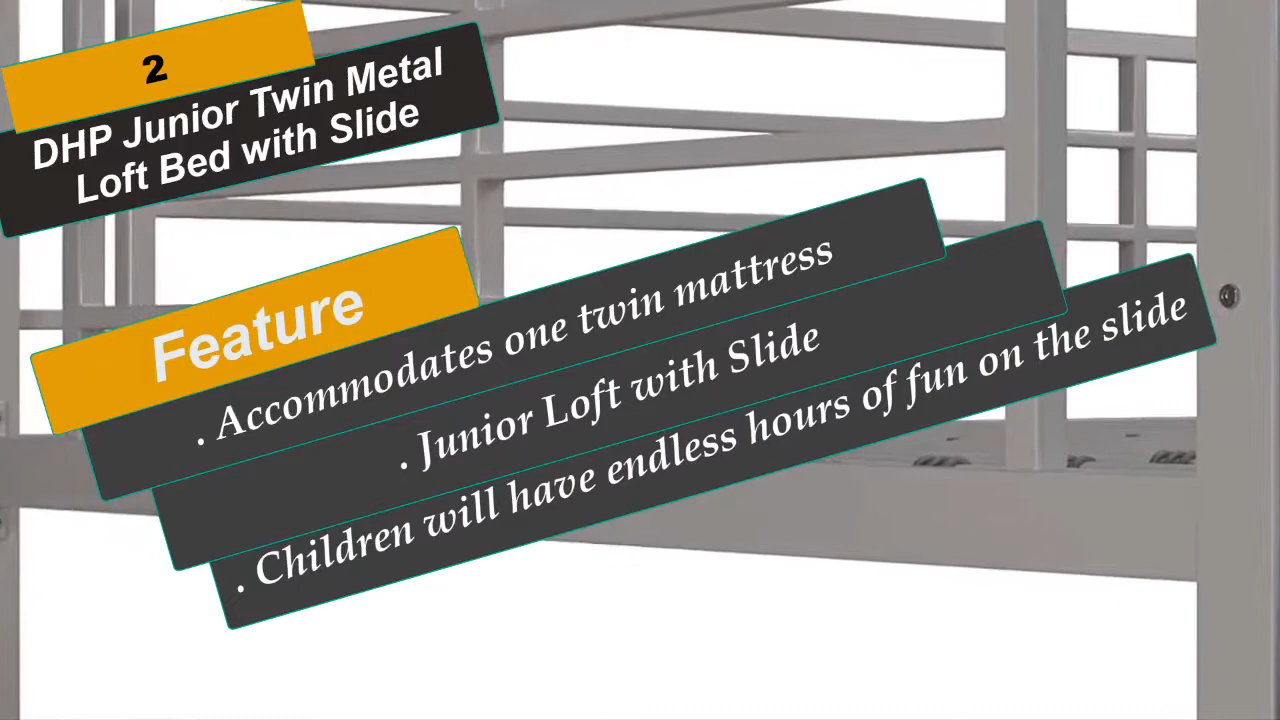 2
DHP Junior Twin Metal
Loft Bed with Slide
Feature
. Accommodates one twin mattress
. Junior Loft with Slide
. Children will have endless hours of fun on the slide